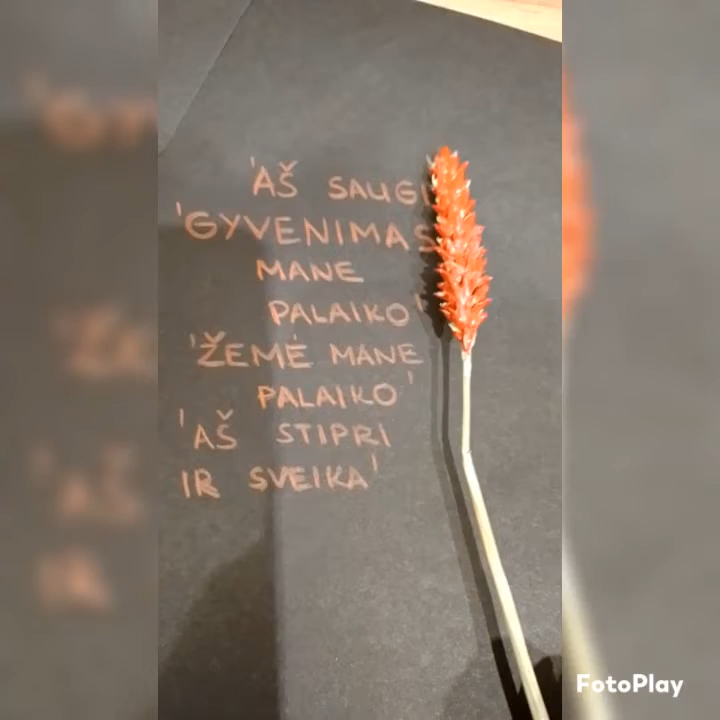 'AŠ SAUGI
'GYVENIMAS
MANE
PALAIKO'
'ŽEMĖ MANE
PALAIKO'
'AŠ STIPRI
IR SVEIKA'
FotoPlay